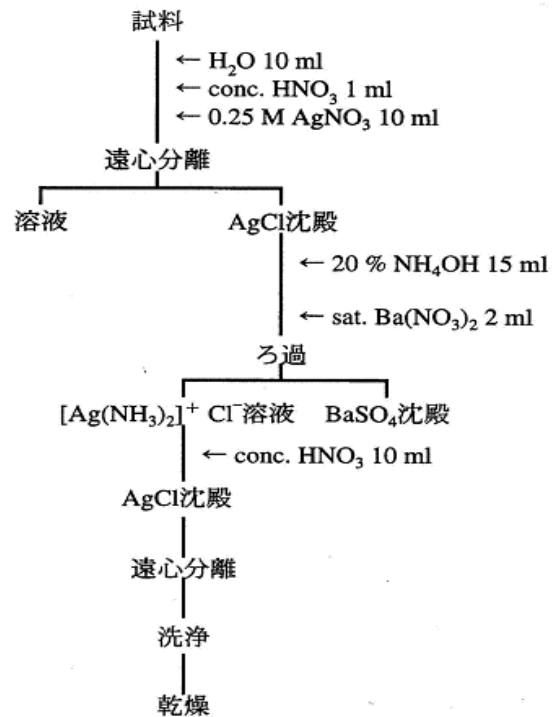 試料
← H₂O 10 ml
← conc. HNO₃ 1 ml
← 0.25 M AgNO₃ 10 ml
遠心分離
溶液 AgCl沈殿
← 20 % NH₄OH 15 ml
← sat. Ba(NO₃)₂ 2 ml
ろ過
[Ag(NH₃)₂]⁺ Cl⁻溶液 BaSO₄沈殿
← conc. HNO₃ 10 ml
AgCl沈殿
遠心分離
洗浄
乾燥